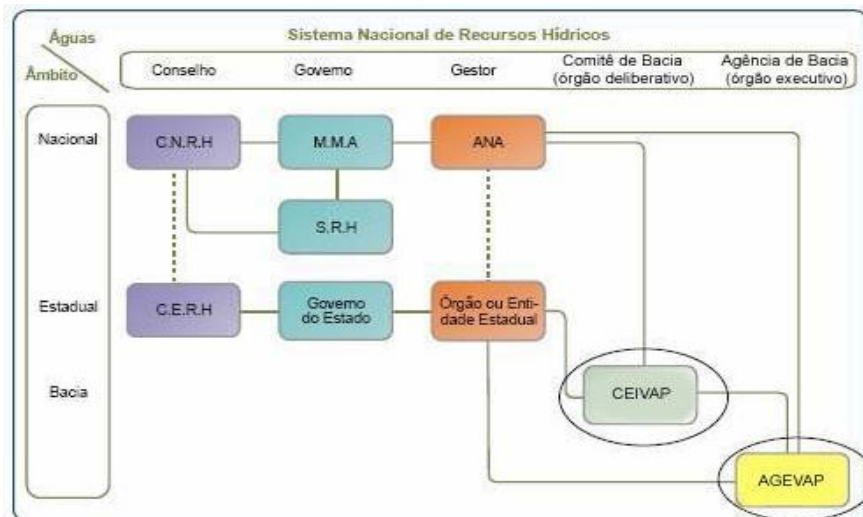 Águas
Sistema Nacional de Recursos Hídricos
Âmbito
Conselho
Governo
Gestor
Comitê de Bacia
(órgão deliberativo)
Agência de Bacia
(órgão executivo)
Nacional
C.N.R.H
M.M.A
ANA
S.R.H
Estadual
C.E.R.H
Governo
do Estado
Órgão ou Enti-
dade Estadual
Bacia
CEIVAP
AGEVAP